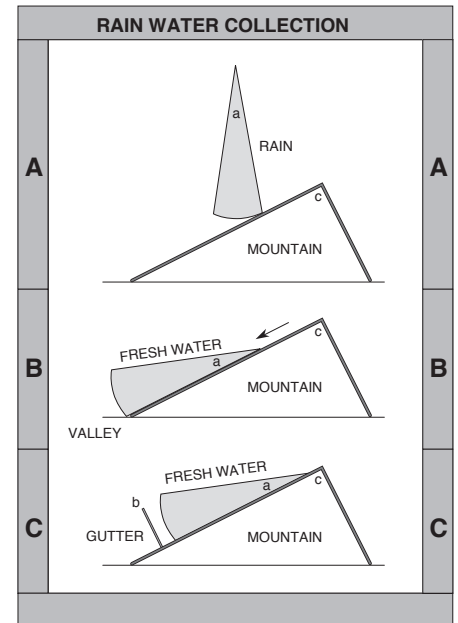 RAIN WATER COLLECTION
A
A
a
RAIN
c
MOUNTAIN
B
B
FRESH WATER
a
c
MOUNTAIN
VALLEY
C
C
FRESH WATER
a
c
b
GUTTER
MOUNTAIN